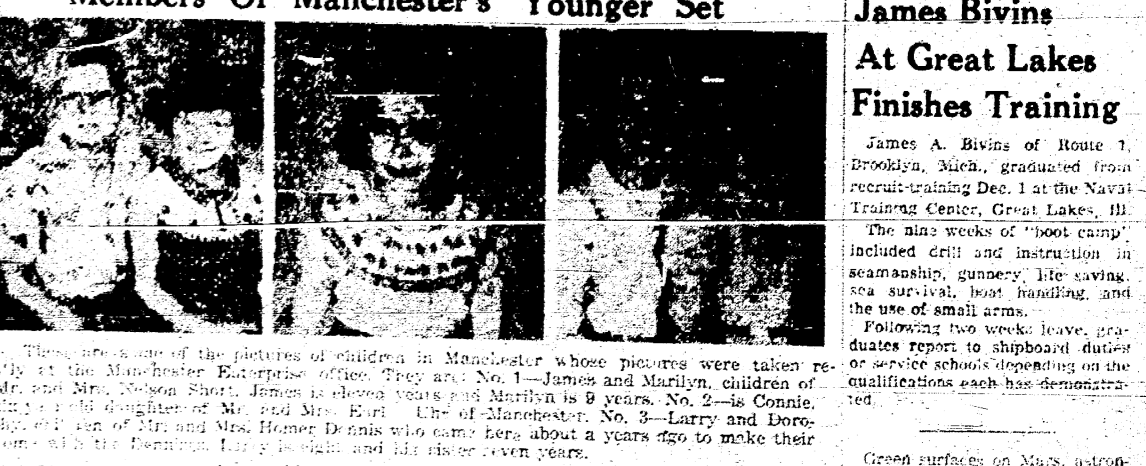 Members Of Manchester's Younger Set
These are some of the pictures of children in Manchester whose pictures were taken re-
at the Manchester Enterprise office. They are: No. 1—James and Marilyn, children of
Mr. and Mrs. Nelson Short. James is eleven years and Marilyn is 9 years. No. 2—is Connie,
old daughter of Mr. and Mrs. Earl of Manchester. No. 3—Larry and Doro-
of Mr. and Mrs. Homer Dennis who came here about a years ago to make their
with the Larry is eight and his sister seven years.
James Bivins
At Great Lakes
Finishes Training
James A. Bivins of Route 1,
Brooklyn, Mich., graduated from
recruit-training Dec. 1 at the Naval
Training Center, Great Lakes, Ill.
The nine weeks of "boot camp"
included drill and instruction in
seamanship, gunnery, life saving,
sea survival, boat handling, and
the use of small arms.
Following two weeks leave, gra-
duates report to shipboard duties
or service schools depending on the
qualifications each has demonstra-
ted.
Green surfaces on Mars, astron-